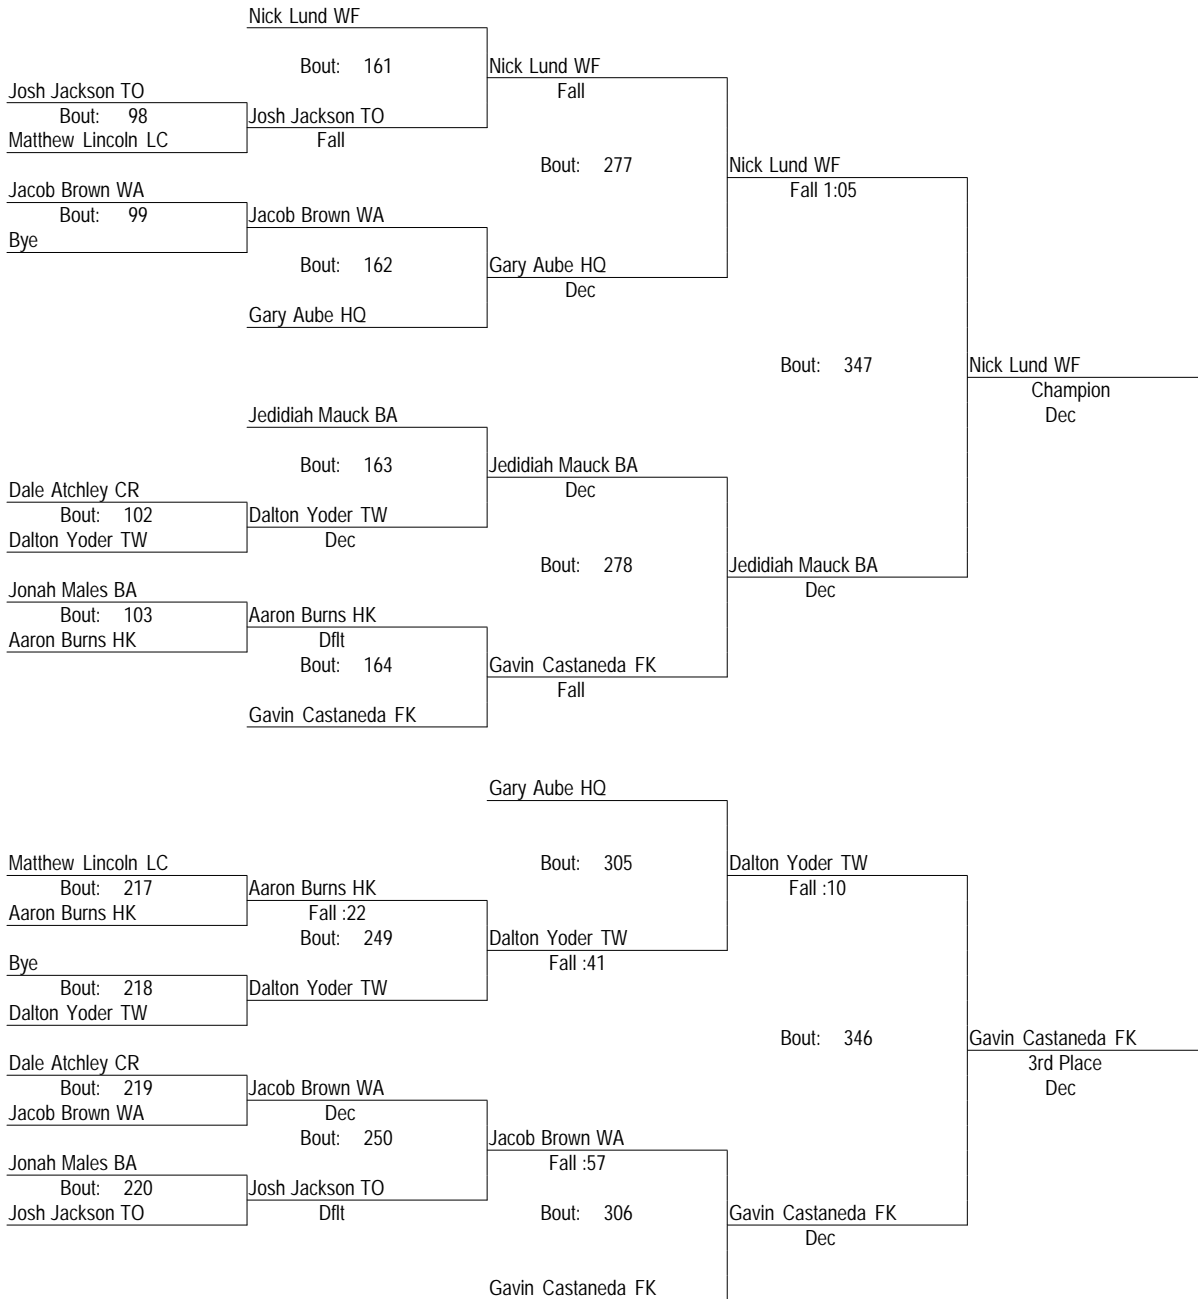 Nick Lund WF
Bout: 161 Nick Lund WF
Josh Jackson TO Fall
Bout: 98 Josh Jackson TO
Matthew Lincoln LC Fall
Bout: 277 Nick Lund WF
Jacob Brown WA Fall 1:05
Bout: 99 Jacob Brown WA
Bye
Bout: 162 Gary Aube HQ
Dec
Gary Aube HQ
Bout: 347 Nick Lund WF
Champion
Jedidiah Mauck BA Dec
Bout: 163 Jedidiah Mauck BA
Dale Atchley CR Dec
Bout: 102 Dalton Yoder TW
Dalton Yoder TW Dec
Bout: 278 Jedidiah Mauck BA
Jonah Males BA Dec
Bout: 103 Aaron Burns HK
Aaron Burns HK Dflt
Bout: 164 Gavin Castaneda FK
Fall
Gavin Castaneda FK
Gary Aube HQ
Matthew Lincoln LC Bout: 305 Dalton Yoder TW
Bout: 217 Aaron Burns HK Fall :10
Aaron Burns HK Fall :22
Bout: 249 Dalton Yoder TW
Bye Fall :41
Bout: 218 Dalton Yoder TW
Dalton Yoder TW
Bout: 346 Gavin Castaneda FK
Dale Atchley CR 3rd Place
Bout: 219 Jacob Brown WA Dec
Jacob Brown WA Dec
Bout: 250 Jacob Brown WA
Jonah Males BA Fall :57
Bout: 220 Josh Jackson TO
Josh Jackson TO Dflt Bout: 306 Gavin Castaneda FK
Dec
Gavin Castaneda FK